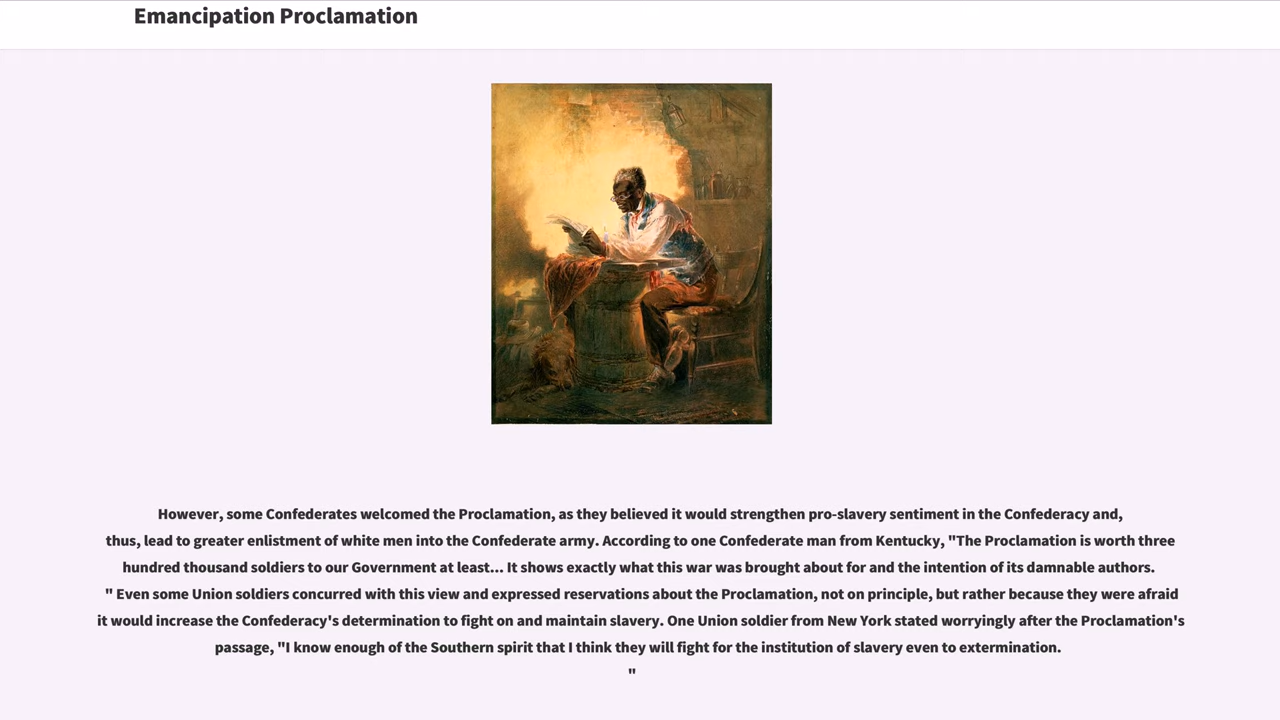 Emancipation Proclamation
However, some Confederates welcomed the Proclamation, as they believed it would strengthen pro-slavery sentiment in the Confederacy and,
thus, lead to greater enlistment of white men into the Confederate army. According to one Confederate man from Kentucky, "The Proclamation is worth three
hundred thousand soldiers to our Government at least... It shows exactly what this war was brought about for and the intention of its damnable authors.
" Even some Union soldiers concurred with this view and expressed reservations about the Proclamation, not on principle, but rather because they were afraid
it would increase the Confederacy's determination to fight on and maintain slavery. One Union soldier from New York stated worryingly after the Proclamation's
passage, "I know enough of the Southern spirit that I think they will fight for the institution of slavery even to extermination.
"